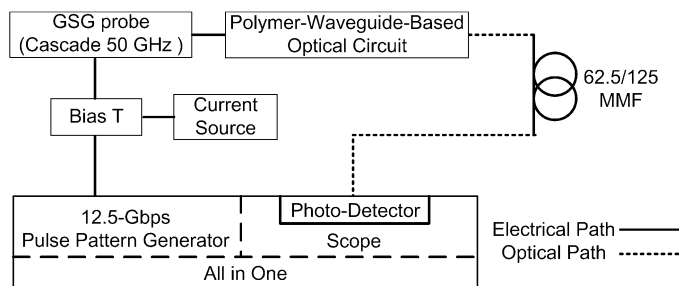 GSG probe
(Cascade 50 GHz )
Polymer-Waveguide-Based
Optical Circuit
62.5/125
MMF
Bias T
Current
Source
12.5-Gbps
Pulse Pattern Generator
Photo-Detector
Scope
All in One
Electrical Path
Optical Path